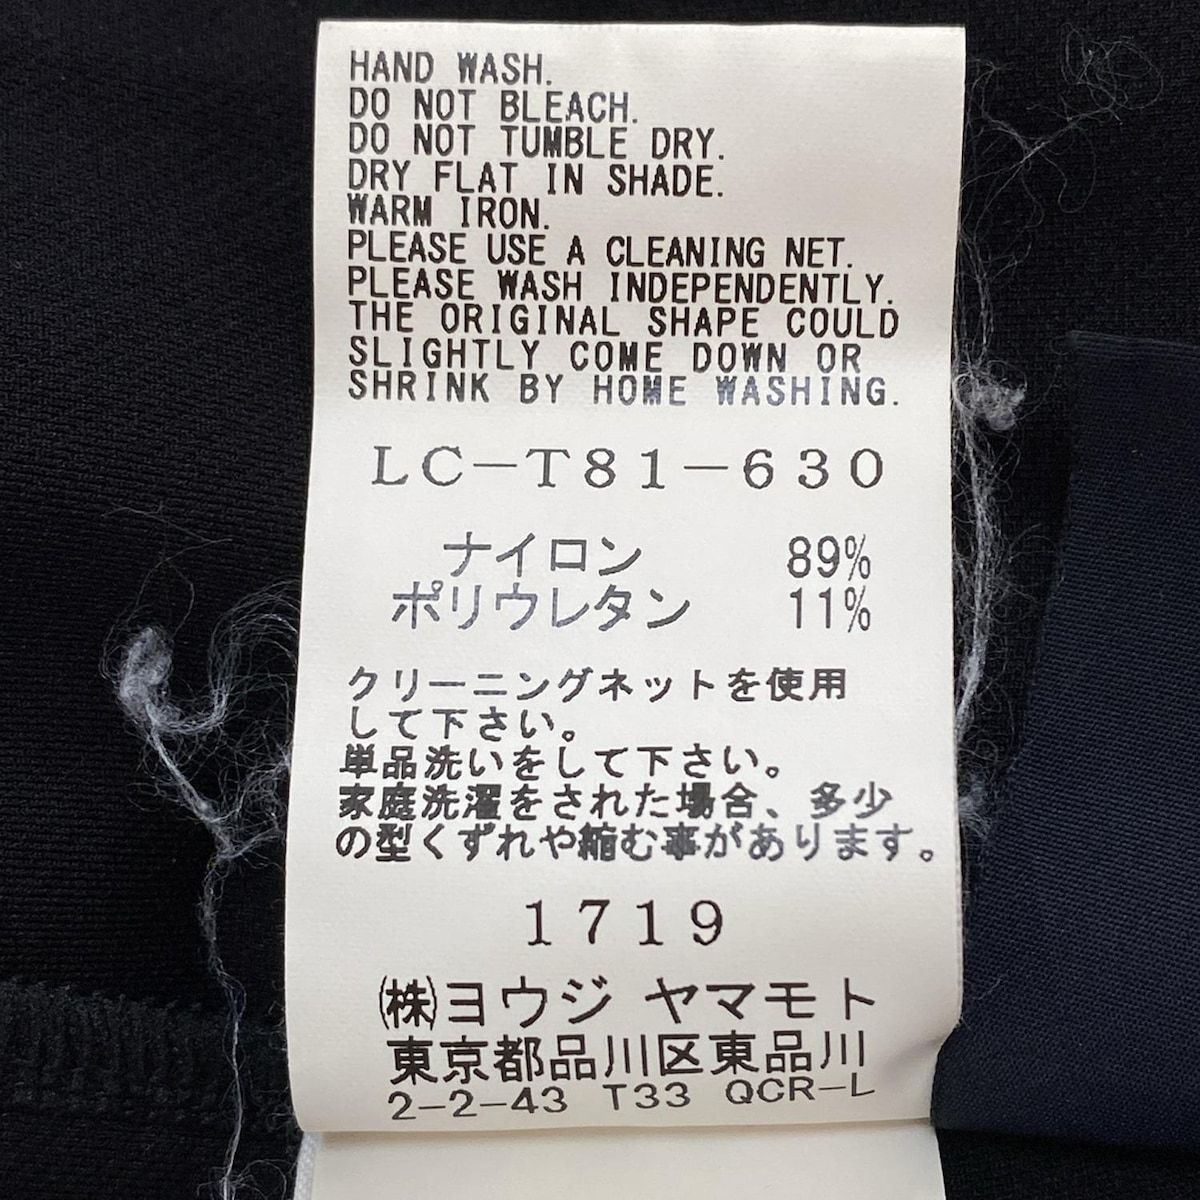 HAND WASH.
DO NOT BLEACH.
DO NOT TUMBLE DRY.
DRY FLAT IN SHADE.
WARM IRON.
PLEASE USE A CLEANING NET.
PLEASE WASH INDEPENDENTLY.
THE ORIGINAL SHAPE COULD
SLIGHTLY COME DOWN OR
SHRINK BY HOME WASHING.
LC-T81-630
ナイロン 89%
ポリウレタン 11%
クリーニングネットを使用
して下さい。
単品洗いをして下さい。
家庭洗濯をされた場合、多少
の型くずれや縮む事があります。
1719
㈱ヨウジ ヤマモト
東京都品川区東品川
2-2-43 T33 QCR-L